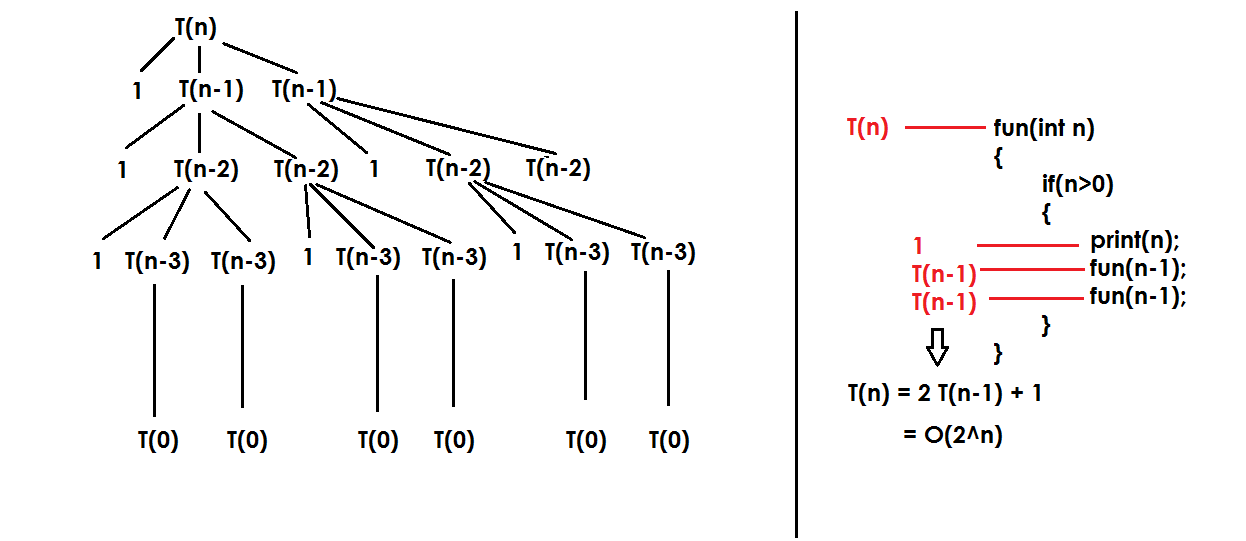 T(n)
1 T(n-1) T(n-1)
1 T(n-2) T(n-2) 1 T(n-2) T(n-2)
1 T(n-3) T(n-3) 1 T(n-3) T(n-3) 1 T(n-3) T(n-3)
T(0) T(0) T(0) T(0) T(0) T(0)
T(n) fun(int n)
{
if(n>0)
{
1 print(n);
T(n-1) fun(n-1);
T(n-1) fun(n-1);
}
}
T(n) = 2 T(n-1) + 1
= O(2^n)